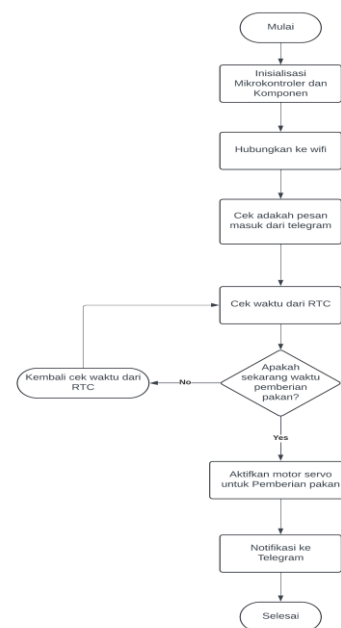 Mulai
Inisialisasi
Mikrokontroler dan
Komponen
Hubungkan ke wifi
Cek adakah pesan
masuk dari telegram
Cek waktu dari RTC
Apakah
sekarang waktu
pemberian
pakan?
No
Kembali cek waktu dari
RTC
Yes
Aktifkan motor servo
untuk Pemberian pakan
Notifikasi ke
Telegram
Selesai